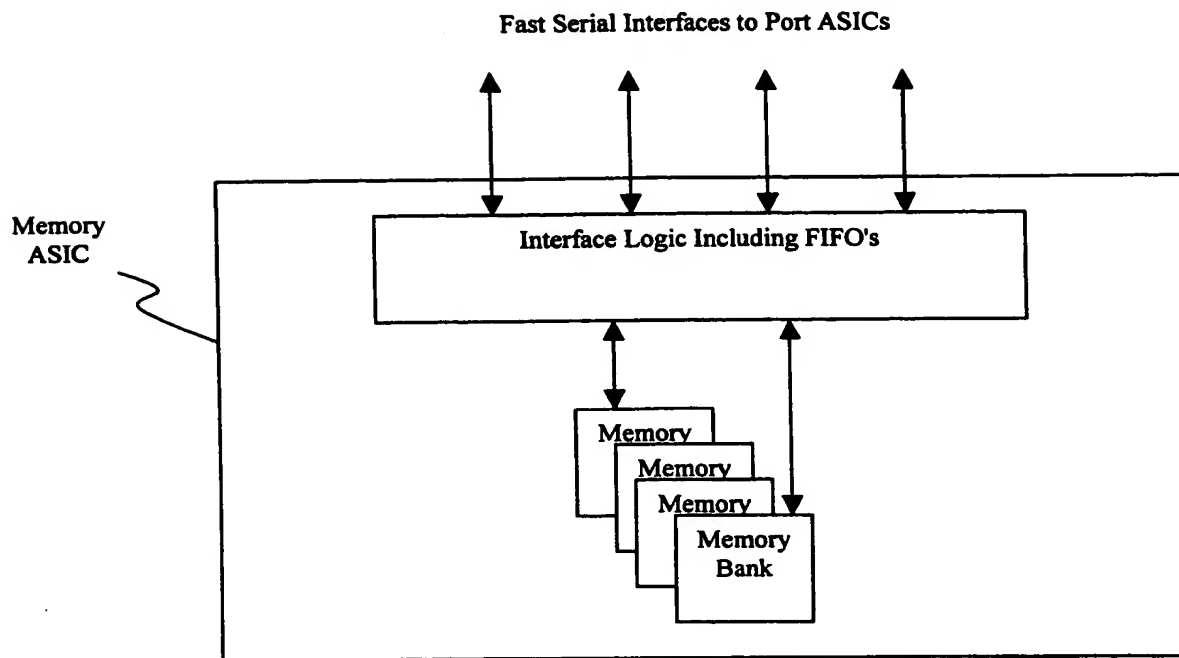 Fast Serial Interfaces to Port ASICs
Memory
ASIC
Interface Logic Including FIFO's
Memory
Memory
Memory
Memory
Bank